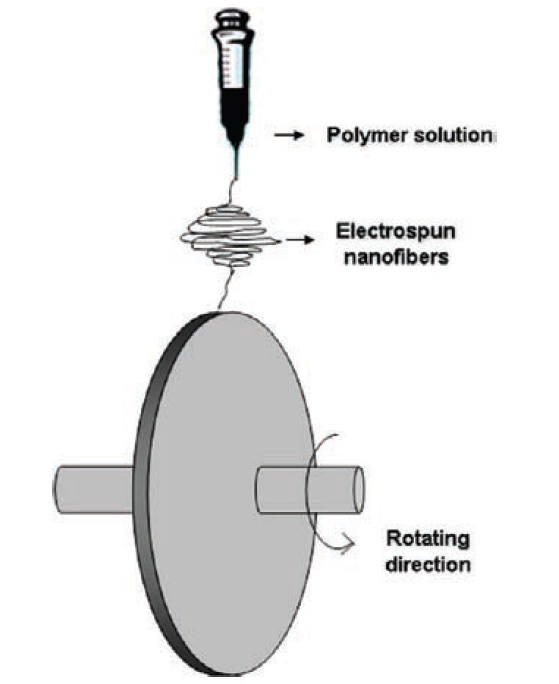 Polymer solution
Electrospun
nanofibers
Rotating
direction